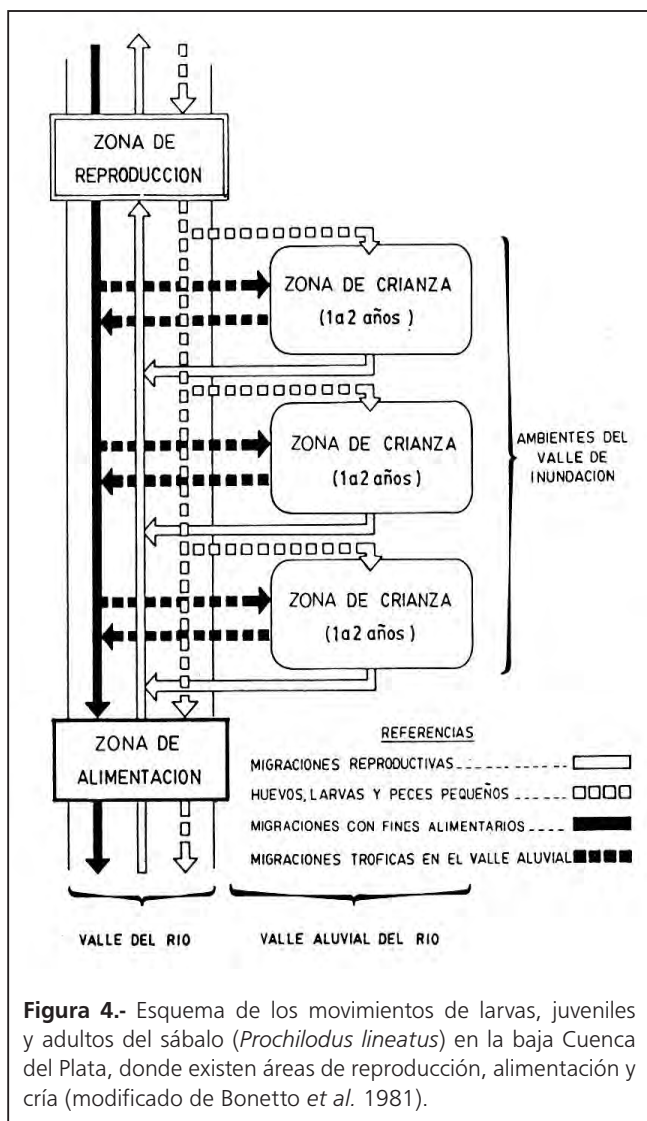 ZONA DE
REPRODUCCION
ZONA DE CRIANZA
(1a2 años)
ZONA DE CRIANZA
(1a2 años)
ZONA DE CRIANZA
(1a2 años)
AMBIENTES DEL
VALLE DE
INUNDACION
ZONA DE
ALIMENTACION
REFERENCIAS
MIGRACIONES REPRODUCTIVAS
HUEVOS, LARVAS Y PECES PEQUEÑOS
MIGRACIONES CON FINES ALIMENTARIOS
MIGRACIONES TROFICAS EN EL VALLE ALUVIAL
VALLE DEL RIO
VALLE ALUVIAL DEL RIO
Figura 4.- Esquema de los movimientos de larvas, juveniles
y adultos del sábalo (Prochilodus lineatus) en la baja Cuenca
del Plata, donde existen áreas de reproducción, alimentación y
cría (modificado de Bonetto et al. 1981).